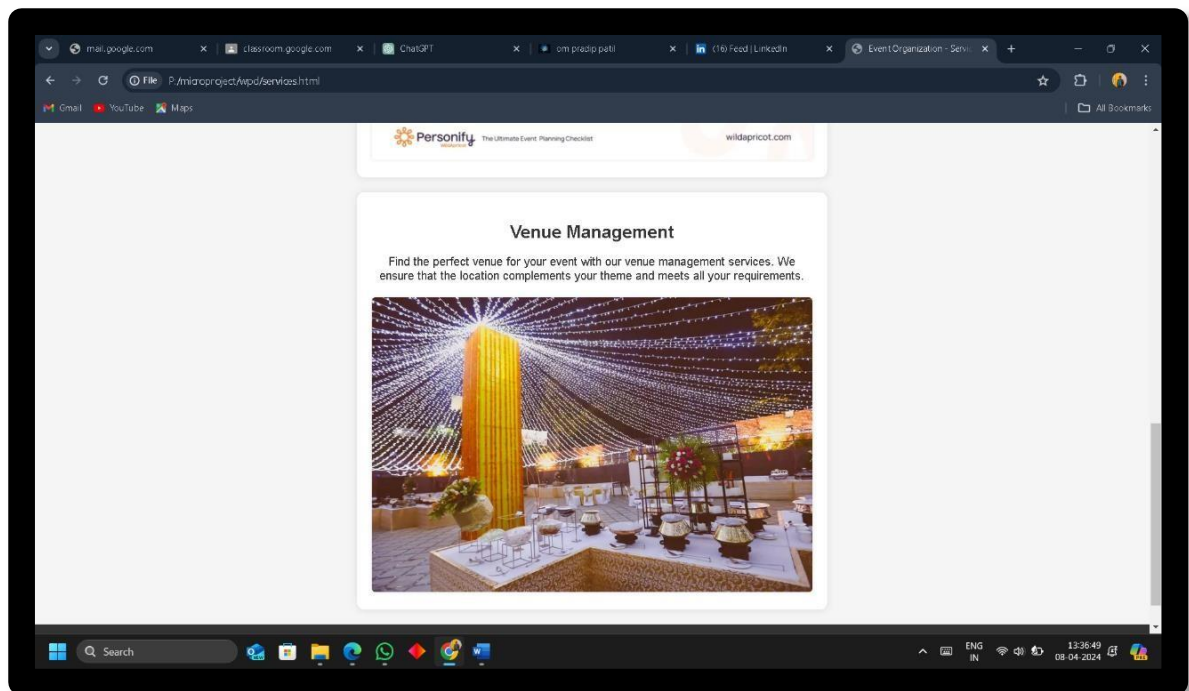 mail.google.com
classroom.google.com
ChatGPT
om pradip patil
(16) Feed | LinkedIn
Event Organization - Servic
File P:/microproject/wpd/services.html
Gmail YouTube Maps All Bookmarks
Personify The Ultimate Event Planning Checklist wildapricot.com
Venue Management
Find the perfect venue for your event with our venue management services. We
ensure that the location complements your theme and meets all your requirements.
Search
ENG
IN
13:36:49
08-04-2024